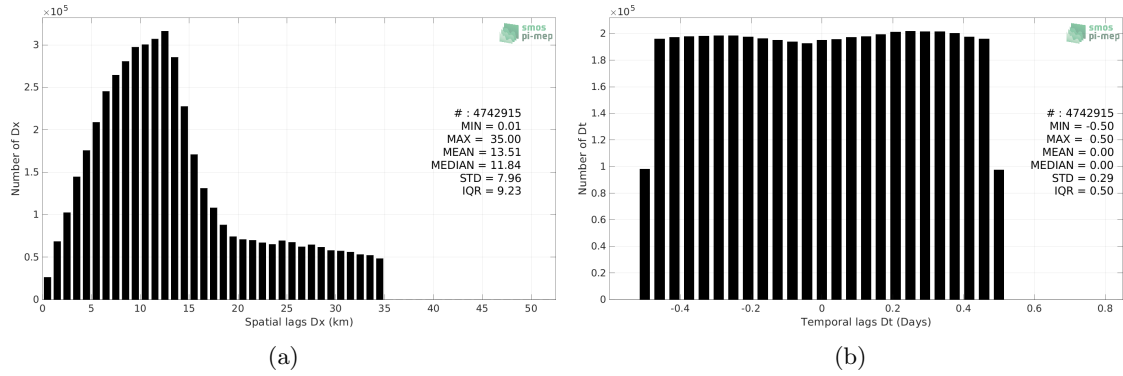 ×10⁵
3
2.5
2
1.5
1
0.5
0
Number of Dx
0 5 10 15 20 25 30 35 40 45 50
Spatial lags Dx (km)
smos
pi-mep
# : 4742915
MIN = 0.01
MAX = 35.00
MEAN = 13.51
MEDIAN = 11.84
STD = 7.96
IQR = 9.23
(a)
×10⁵
2
1.8
1.6
1.4
1.2
1
0.8
0.6
0.4
0.2
0
Number of Dt
-0.4 -0.2 0 0.2 0.4 0.6 0.8
Temporal lags Dt (Days)
smos
pi-mep
# : 4742915
MIN = -0.50
MAX = 0.50
MEAN = 0.00
MEDIAN = 0.00
STD = 0.29
IQR = 0.50
(b)